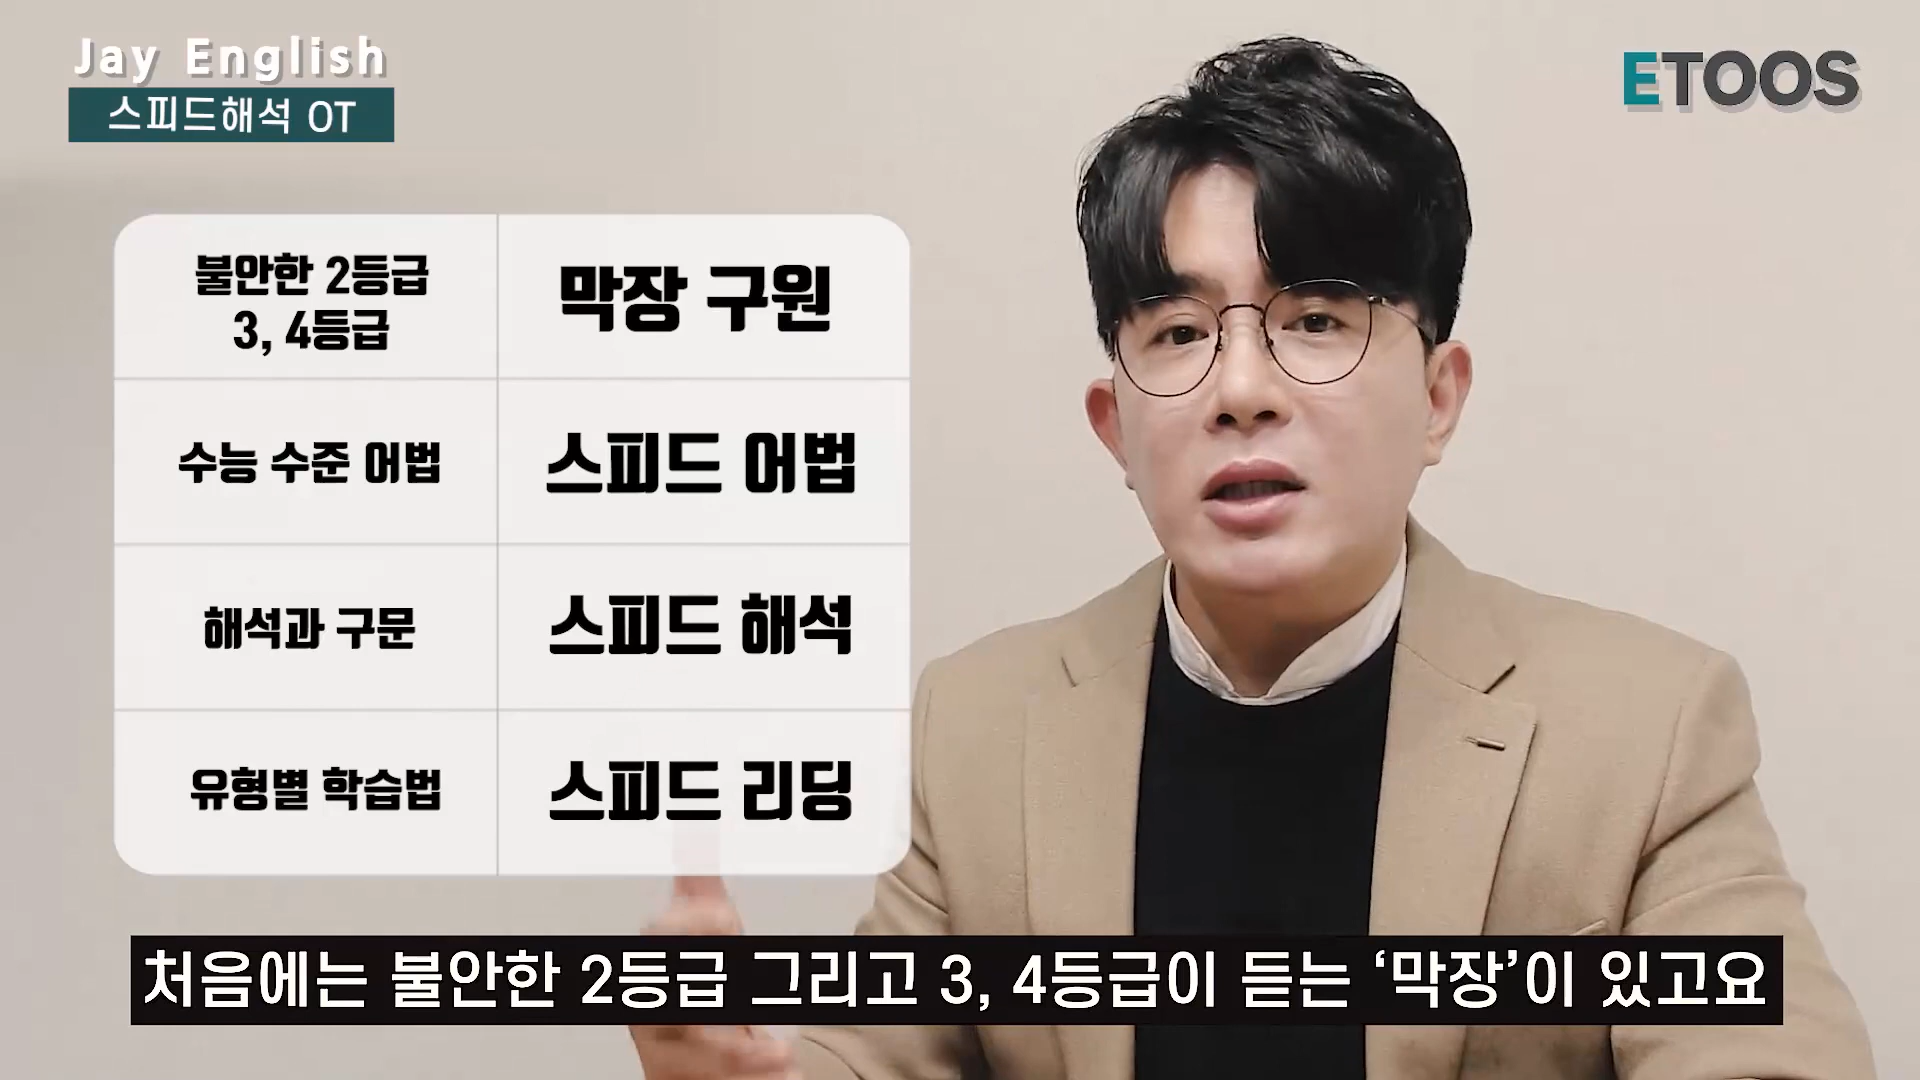 Jay English
스피드해석 OT
ETOOS
불안한 2등급
3, 4등급
막장 구원
수능 수준 어법
스피드 어법
해석과 구문
스피드 해석
유형별 학습법
스피드 리딩
처음에는 불안한 2등급 그리고 3, 4등급이 듣는 ‘막장’이 있고요